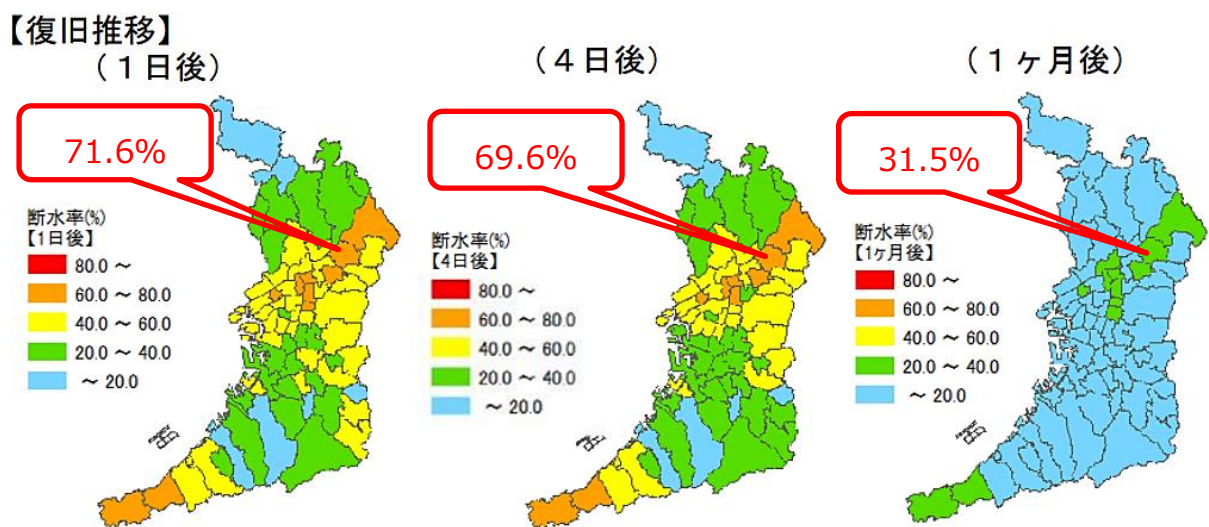 【復旧推移】
(１日後)
(４日後)
(１ヶ月後)
71.6%
69.6%
31.5%
断水率(%)
【1日後】
80.0 ～
60.0 ～ 80.0
40.0 ～ 60.0
20.0 ～ 40.0
～ 20.0
断水率(%)
【4日後】
80.0 ～
60.0 ～ 80.0
40.0 ～ 60.0
20.0 ～ 40.0
～ 20.0
断水率(%)
【1ヶ月後】
80.0 ～
60.0 ～ 80.0
40.0 ～ 60.0
20.0 ～ 40.0
～ 20.0